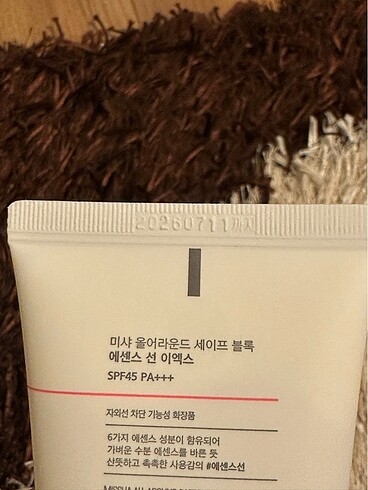 20260711까지
미샤 올어라운드 세이프 블록
에센스 선 이엑스
SPF45 PA+++
자외선 차단 기능성 화장품
6가지 에센스 성분이 함유되어
가벼운 수분 에센스를 바른 듯
산뜻하고 촉촉한 사용감의 #에센스선